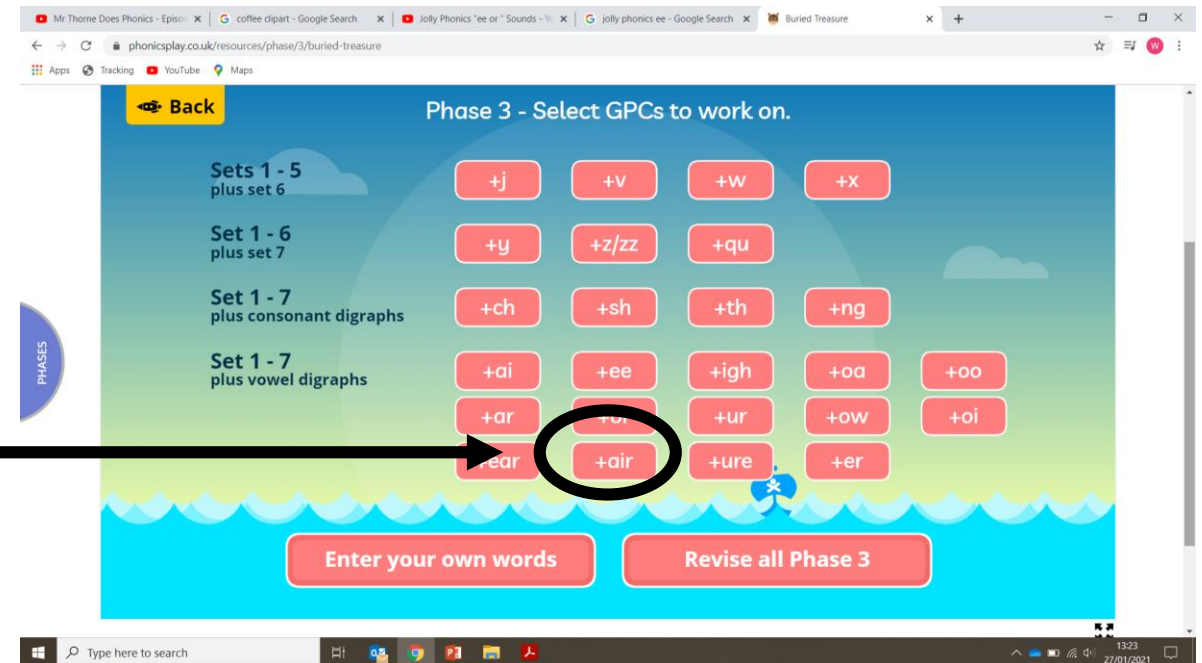 Mr Thorne Does Phonics - Episo
coffee clipart - Google Search
Jolly Phonics "ee or " Sounds - Yo
jolly phonics ee - Google Search
Buried Treasure
phonicsplay.co.uk/resources/phase/3/buried-treasure
W
Apps Tracking YouTube Maps
Back
Phase 3 - Select GPCs to work on.
Sets 1 - 5
plus set 6
+j +v +w +x
Set 1 - 6
plus set 7
+y +z/zz +qu
Set 1 - 7
plus consonant digraphs
+ch +sh +th +ng
PHASES
Set 1 - 7
plus vowel digraphs
+ai +ee +igh +oa +oo
+ar +ur +ow +oi
+air +ure +er
Enter your own words
Revise all Phase 3
Type here to search
13:23
27/01/2021